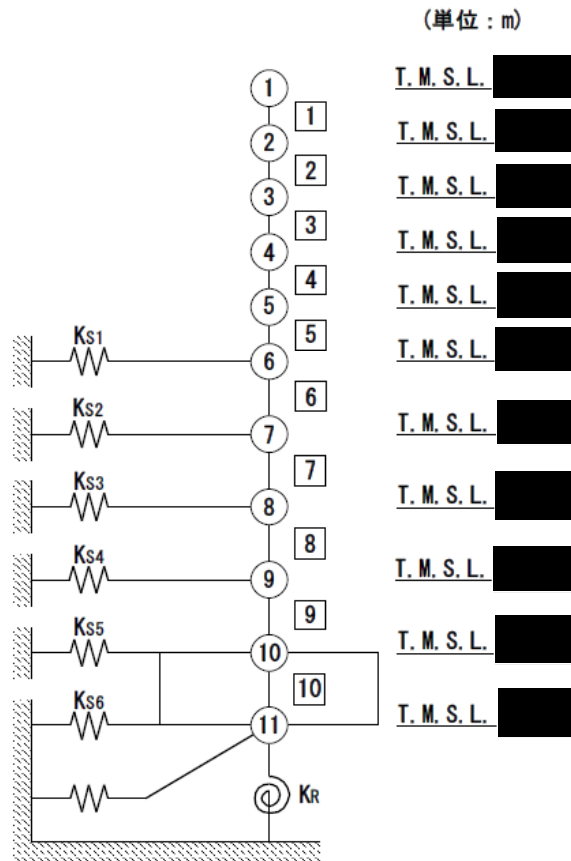 (単位：m)
① T.M.S.L.
1
② T.M.S.L.
2
③ T.M.S.L.
3
④ T.M.S.L.
4
⑤ T.M.S.L.
5
KS1 ⑥ T.M.S.L.
6
KS2 ⑦ T.M.S.L.
7
KS3 ⑧ T.M.S.L.
8
KS4 ⑨ T.M.S.L.
9
KS5 ⑩ T.M.S.L.
10
KS6 ⑪ T.M.S.L.
KR